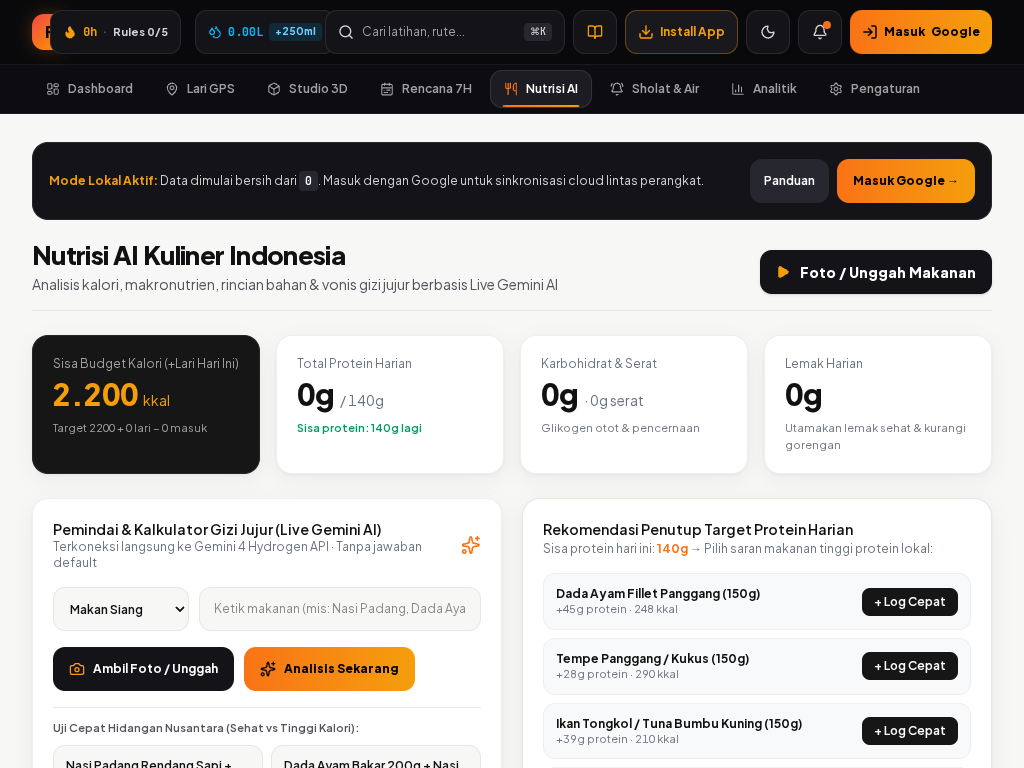 0h · Rules 0/5
0.00L +250ml
Cari latihan, rute...
⌘K
Install App
Masuk Google
Dashboard
Lari GPS
Studio 3D
Rencana 7H
Nutrisi AI
Sholat & Air
Analitik
Pengaturan
Mode Lokal Aktif: Data dimulai bersih dari 0. Masuk dengan Google untuk sinkronisasi cloud lintas perangkat.
Panduan
Masuk Google →
Nutrisi AI Kuliner Indonesia
Analisis kalori, makronutrien, rincian bahan & vonis gizi jujur berbasis Live Gemini AI
Foto / Unggah Makanan
Sisa Budget Kalori (+Lari Hari Ini)
2.200 kkal
Target 2200 + 0 lari − 0 masuk
Total Protein Harian
0g / 140g
Sisa protein: 140g lagi
Karbohidrat & Serat
0g · 0g serat
Glikogen otot & pencernaan
Lemak Harian
0g
Utamakan lemak sehat & kurangi
gorengan
Pemindai & Kalkulator Gizi Jujur (Live Gemini AI)
Terkoneksi langsung ke Gemini 4 Hydrogen API · Tanpa jawaban
default
Makan Siang
Ketik makanan (mis: Nasi Padang, Dada Aya
Ambil Foto / Unggah
Analisis Sekarang
Uji Cepat Hidangan Nusantara (Sehat vs Tinggi Kalori):
Nasi Padang Rendang Sapi +
Dada Ayam Bakar 200g + Nasi
Rekomendasi Penutup Target Protein Harian
Sisa protein hari ini: 140g → Pilih saran makanan tinggi protein lokal:
Dada Ayam Fillet Panggang (150g)
+45g protein · 248 kkal
+ Log Cepat
Tempe Panggang / Kukus (150g)
+28g protein · 290 kkal
+ Log Cepat
Ikan Tongkol / Tuna Bumbu Kuning (150g)
+39g protein · 210 kkal
+ Log Cepat